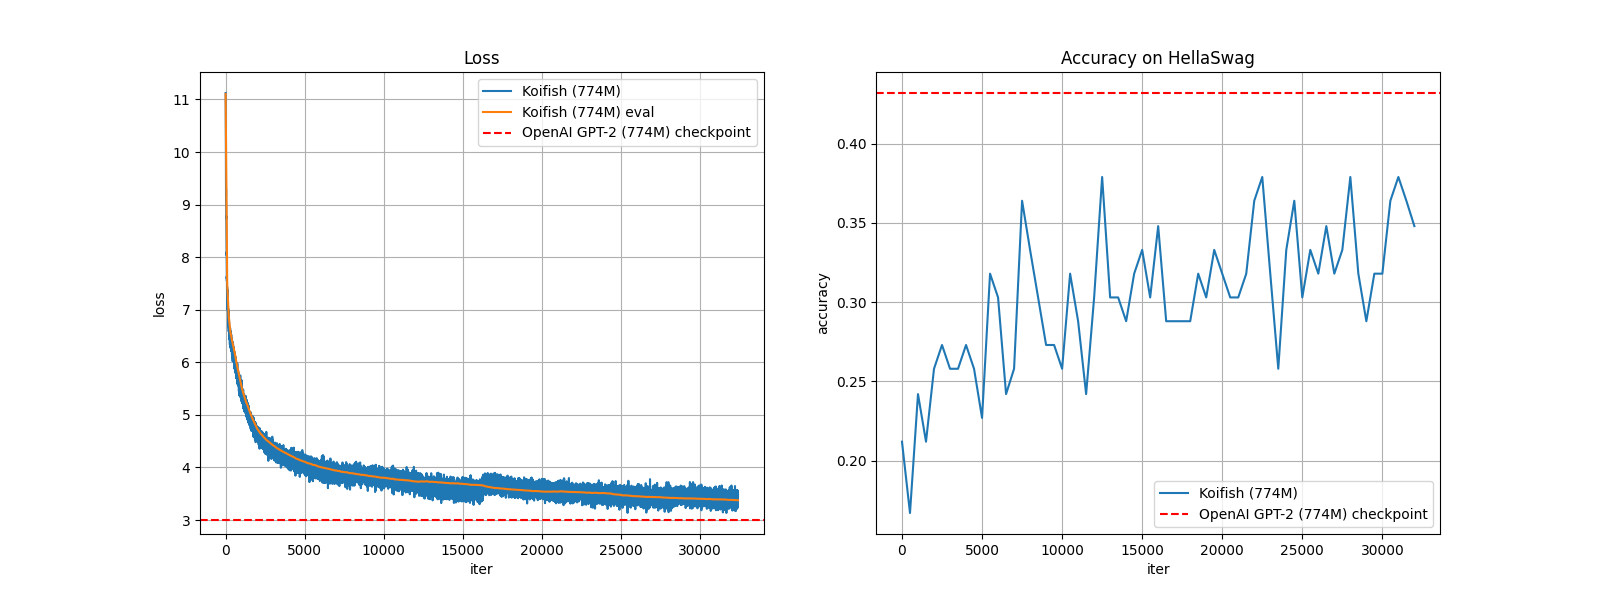 Loss
11
10
9
8
7
6
5
4
3
loss
0 5000 10000 15000 20000 25000 30000
iter
Koifish (774M)
Koifish (774M) eval
OpenAI GPT-2 (774M) checkpoint
Accuracy on HellaSwag
0.40
0.35
0.30
0.25
0.20
accuracy
0 5000 10000 15000 20000 25000 30000
iter
Koifish (774M)
OpenAI GPT-2 (774M) checkpoint